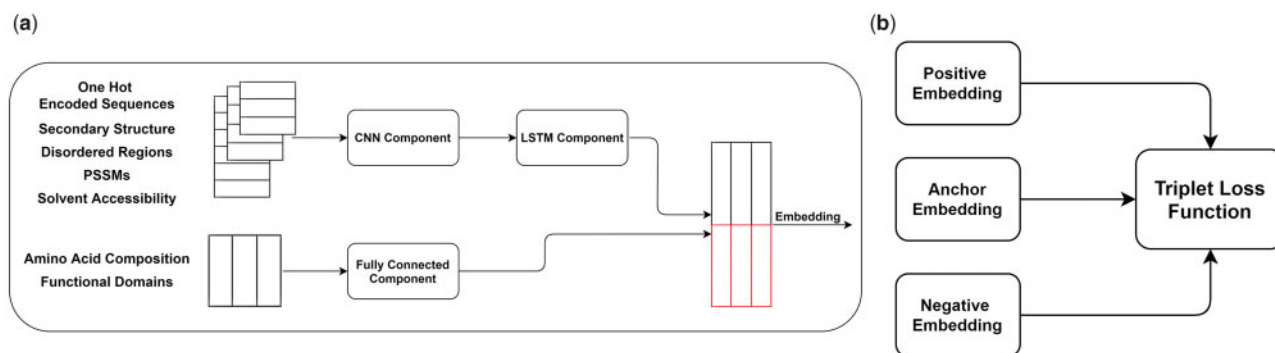 (a)
One Hot
Encoded Sequences
Secondary Structure
Disordered Regions
PSSMs
Solvent Accessibility
CNN Component
LSTM Component
Amino Acid Composition
Functional Domains
Fully Connected
Component
Embedding
(b)
Positive
Embedding
Anchor
Embedding
Negative
Embedding
Triplet Loss
Function